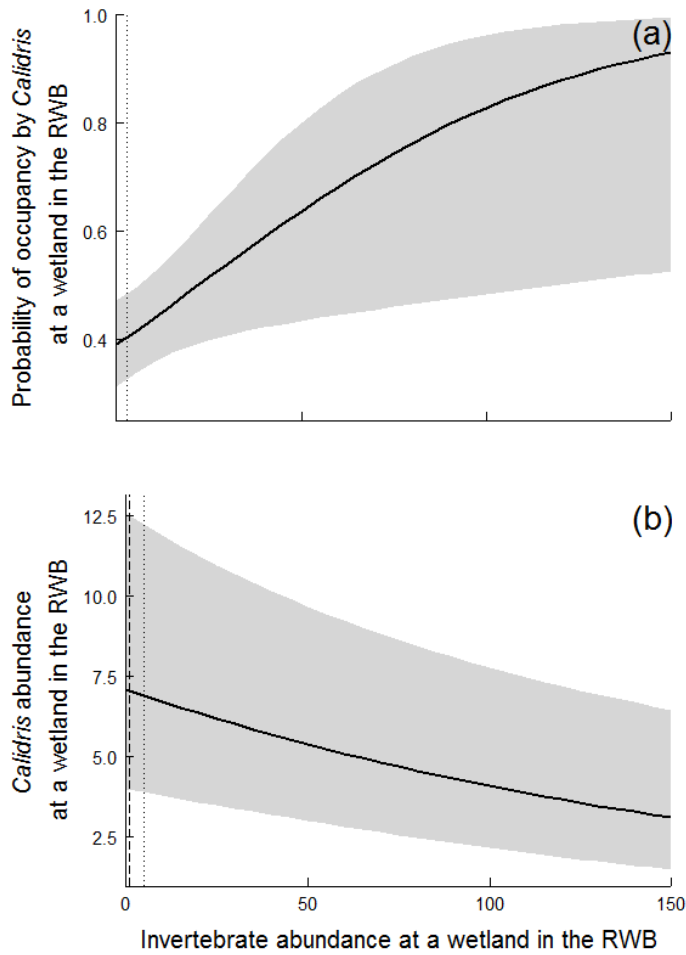 Probability of occupancy by Calidris
at a wetland in the RWB
1.0
0.8
0.6
0.4
(a)
Calidris abundance
at a wetland in the RWB
12.5
10.0
7.5
5.0
2.5
(b)
0 50 100 150
Invertebrate abundance at a wetland in the RWB